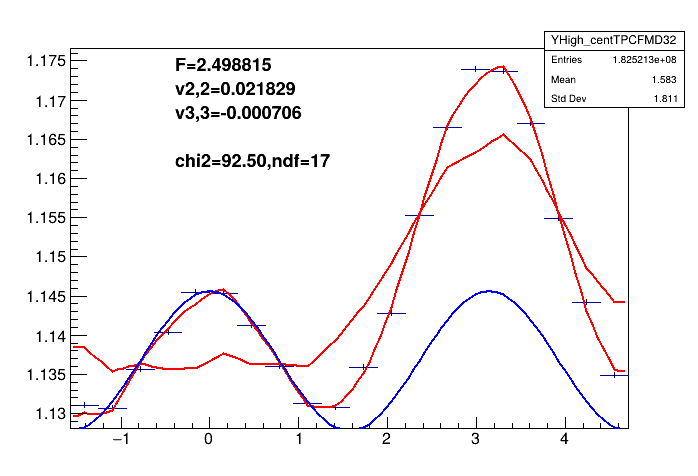 YHigh_centTPCFMD32
Entries 1.825213e+08
Mean 1.583
Std Dev 1.811
F=2.498815
v2,2=0.021829
v3,3=-0.000706
chi2=92.50,ndf=17
1.175
1.17
1.165
1.16
1.155
1.15
1.145
1.14
1.135
1.13
−1 0 1 2 3 4